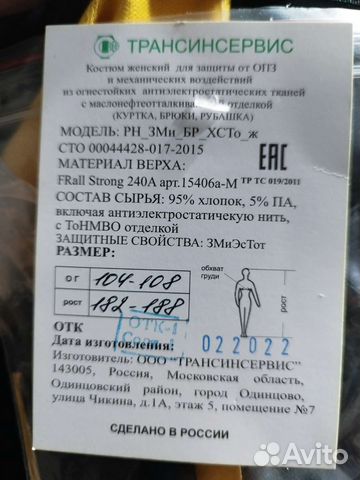 ТРАНСИНСЕРВИС
Костюм женский для защиты от ОПЗ
и механических воздействий
из огнестойких антиэлектростатических тканей
с маслонефтеотталкивающей отделкой
(КУРТКА, БРЮКИ, РУБАШКА)
МОДЕЛЬ: РН_ЗМи_БР_ХСТо_ж
СТО 00044428-017-2015
ЕАС
МАТЕРИАЛ ВЕРХА:
FRall Strong 240A арт.15406а-М ТР ТС 019/2011
СОСТАВ СЫРЬЯ: 95% хлопок, 5% ПА,
включая антиэлектростатичекую нить,
с ТоНМВО отделкой
ЗАЩИТНЫЕ СВОЙСТВА: ЗМиЭсТот
РАЗМЕР:
о г 104-108
рост 182-188
обхват
груди
рост
ОТК
ОТК-1
Дата изготовления: 022022
Изготовитель: ООО "ТРАНСИНСЕРВИС"
143005, Россия, Московская область,
Одинцовский район, город Одинцово,
улица Чикина, д.1А, этаж 5, помещение №7
СДЕЛАНО В РОССИИ
Avito